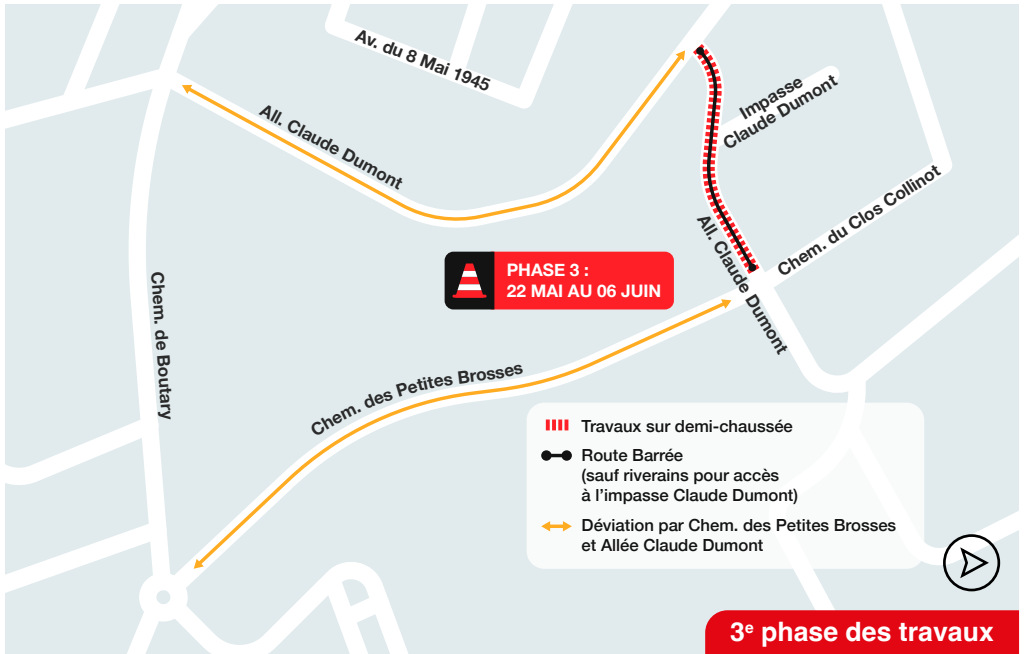 Av. du 8 Mai 1945
All. Claude Dumont
Impasse
Claude Dumont
Chem. du Clos Collinot
All. Claude Dumont
PHASE 3 :
22 MAI AU 06 JUIN
Chem. de Boutary
Chem. des Petites Brosses
Travaux sur demi-chaussée
Route Barrée
(sauf riverains pour accès
à l'impasse Claude Dumont)
Déviation par Chem. des Petites Brosses
et Allée Claude Dumont
3e phase des travaux